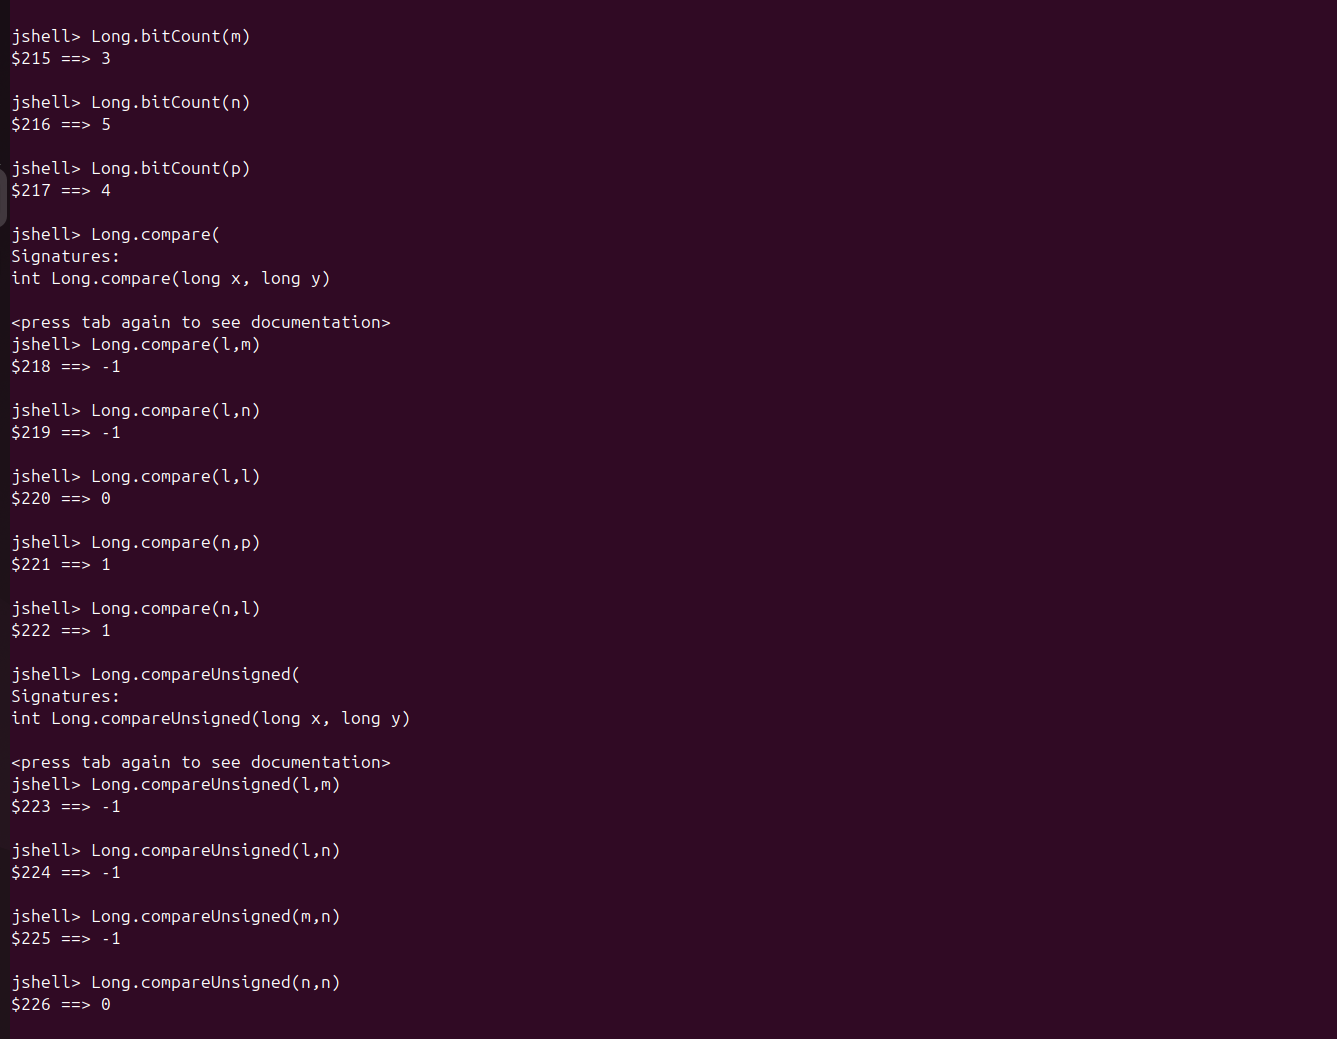 jshell> Long.bitCount(m)
$215 ==> 3
jshell> Long.bitCount(n)
$216 ==> 5
jshell> Long.bitCount(p)
$217 ==> 4
jshell> Long.compare(
Signatures:
int Long.compare(long x, long y)
<press tab again to see documentation>
jshell> Long.compare(l,m)
$218 ==> -1
jshell> Long.compare(l,n)
$219 ==> -1
jshell> Long.compare(l,l)
$220 ==> 0
jshell> Long.compare(n,p)
$221 ==> 1
jshell> Long.compare(n,l)
$222 ==> 1
jshell> Long.compareUnsigned(
Signatures:
int Long.compareUnsigned(long x, long y)
<press tab again to see documentation>
jshell> Long.compareUnsigned(l,m)
$223 ==> -1
jshell> Long.compareUnsigned(l,n)
$224 ==> -1
jshell> Long.compareUnsigned(m,n)
$225 ==> -1
jshell> Long.compareUnsigned(n,n)
$226 ==> 0